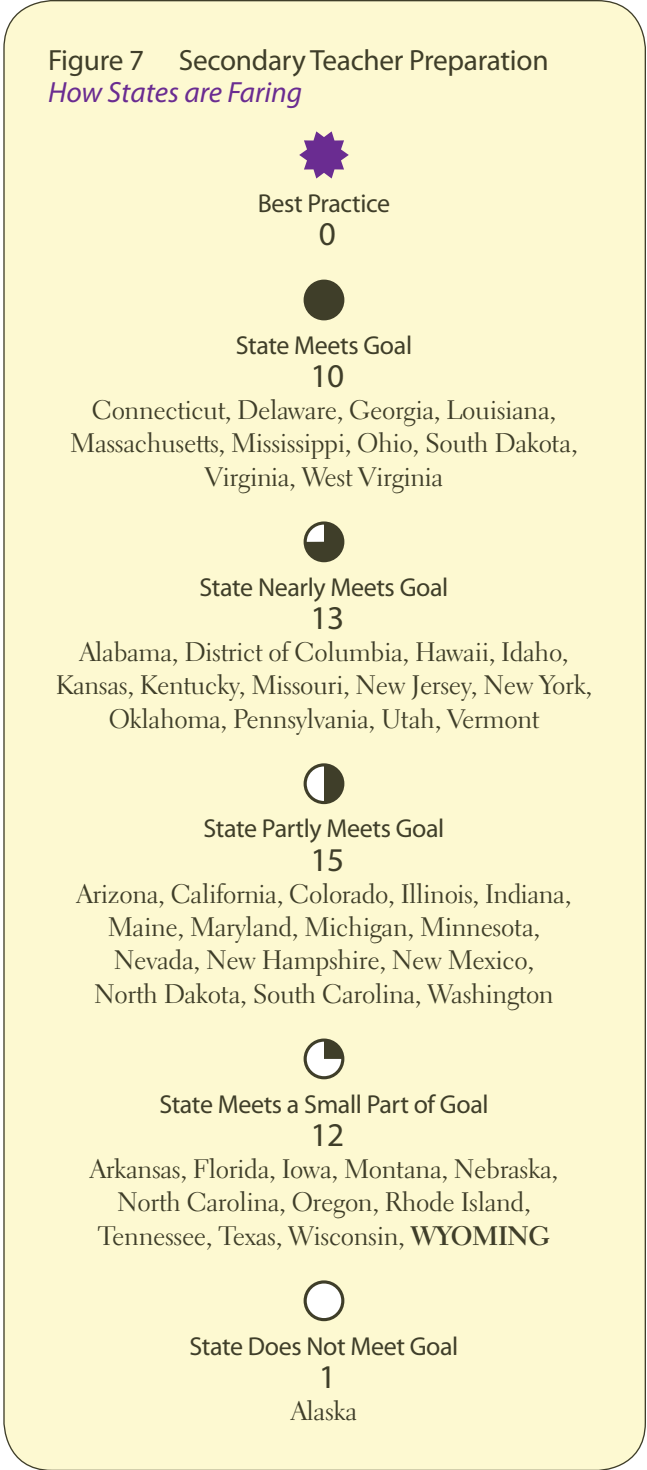 Figure 7 Secondary Teacher Preparation
How States are Faring
Best Practice
0
State Meets Goal
10
Connecticut, Delaware, Georgia, Louisiana,
Massachusetts, Mississippi, Ohio, South Dakota,
Virginia, West Virginia
State Nearly Meets Goal
13
Alabama, District of Columbia, Hawaii, Idaho,
Kansas, Kentucky, Missouri, New Jersey, New York,
Oklahoma, Pennsylvania, Utah, Vermont
State Partly Meets Goal
15
Arizona, California, Colorado, Illinois, Indiana,
Maine, Maryland, Michigan, Minnesota,
Nevada, New Hampshire, New Mexico,
North Dakota, South Carolina, Washington
State Meets a Small Part of Goal
12
Arkansas, Florida, Iowa, Montana, Nebraska,
North Carolina, Oregon, Rhode Island,
Tennessee, Texas, Wisconsin, WYOMING
State Does Not Meet Goal
1
Alaska